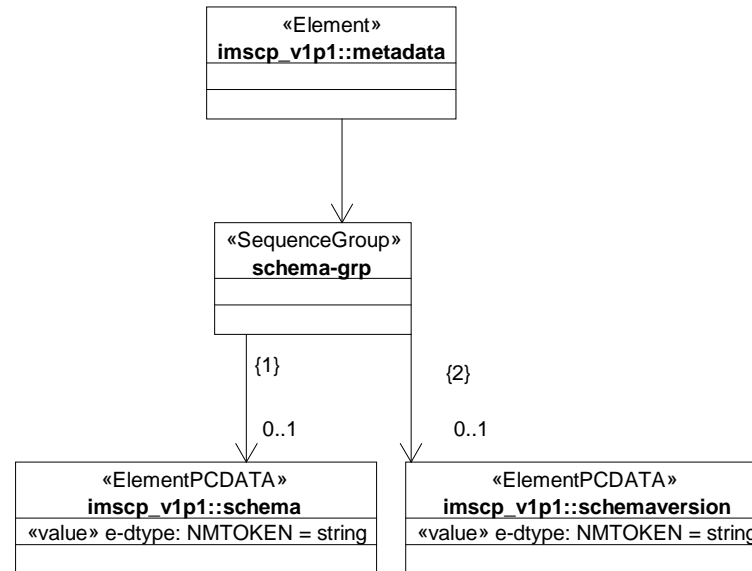 «Element»
imscp_v1p1::metadata
«SequenceGroup»
schema-grp
{1}
{2}
0..1
0..1
«ElementPCDATA»
imscp_v1p1::schema
«value» e-dtype: NMTOKEN = string
«ElementPCDATA»
imscp_v1p1::schemaversion
«value» e-dtype: NMTOKEN = string